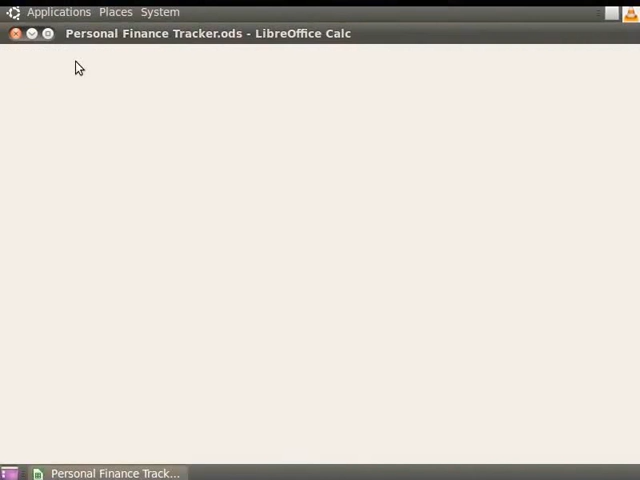 Applications Places System
Personal Finance Tracker.ods - LibreOffice Calc
Personal Finance Track...